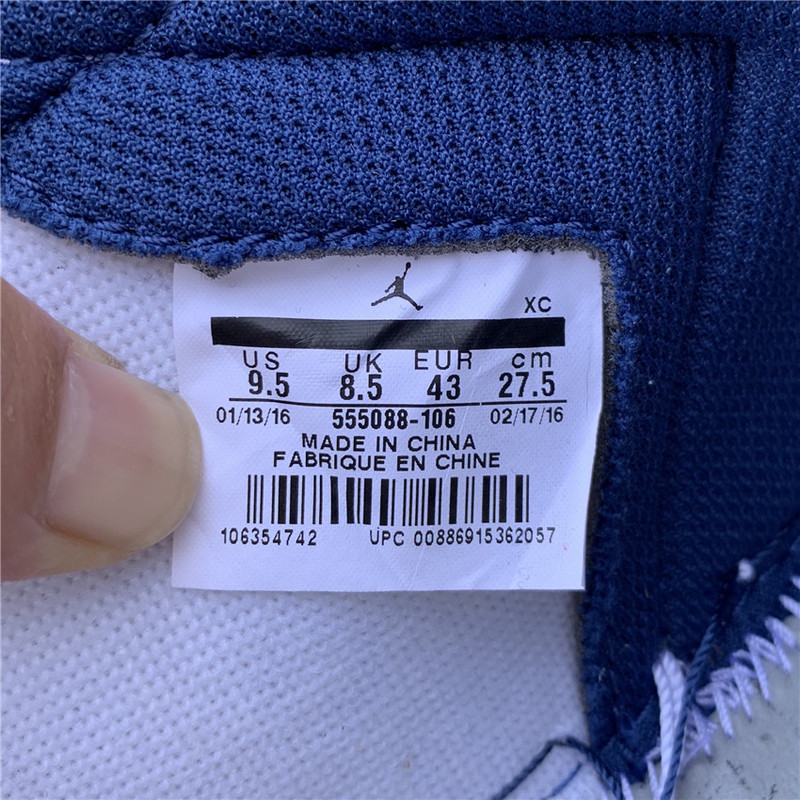 XC
US UK EUR cm
9.5 8.5 43 27.5
01/13/16 555088-106 02/17/16
MADE IN CHINA
FABRIQUE EN CHINE
106354742 UPC 00886915362057